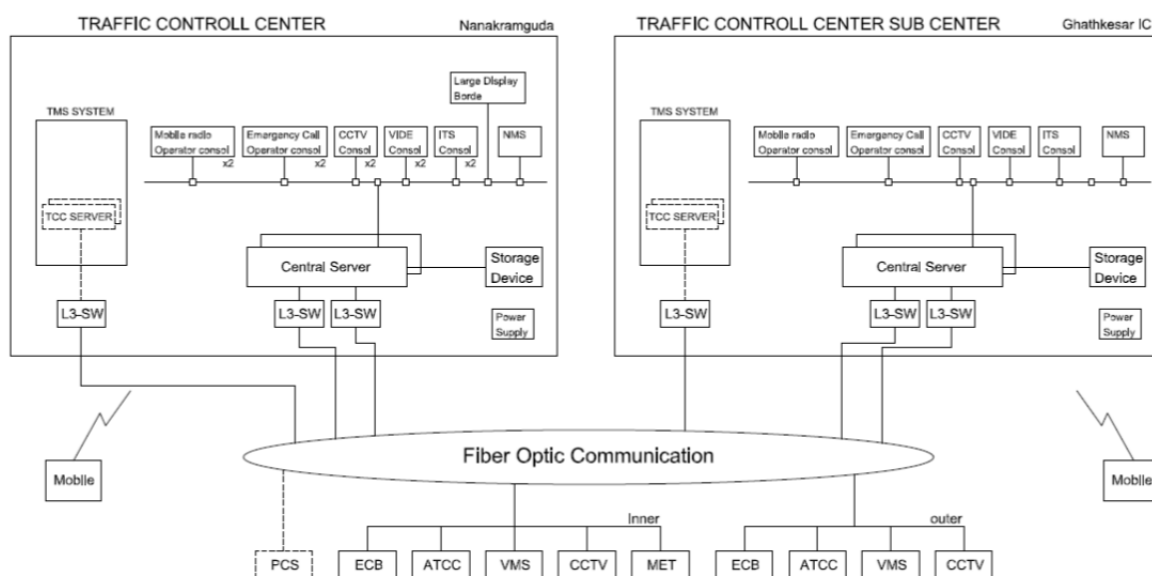 TRAFFIC CONTROLL CENTER
Nanakramguda
Large Display
Borde
TMS SYSTEM
Mobile radio
Operator consol
x2
Emergency Call
Operator consol
x2
CCTV
Consol
x2
VIDE
Consol
x2
ITS
Consol
x2
NMS
TCC SERVER
Central Server
Storage
Device
L3-SW
L3-SW
L3-SW
Power
Supply
TRAFFIC CONTROLL CENTER SUB CENTER
Ghathkesar IC
TMS SYSTEM
Mobile radio
Operator consol
Emergency Call
Operator consol
CCTV
Consol
VIDE
Consol
ITS
Consol
NMS
TCC SERVER
Central Server
Storage
Device
L3-SW
L3-SW
L3-SW
Power
Supply
Mobile
Fiber Optic Communication
Mobile
Inner
outer
PCS
ECB
ATCC
VMS
CCTV
MET
ECB
ATCC
VMS
CCTV